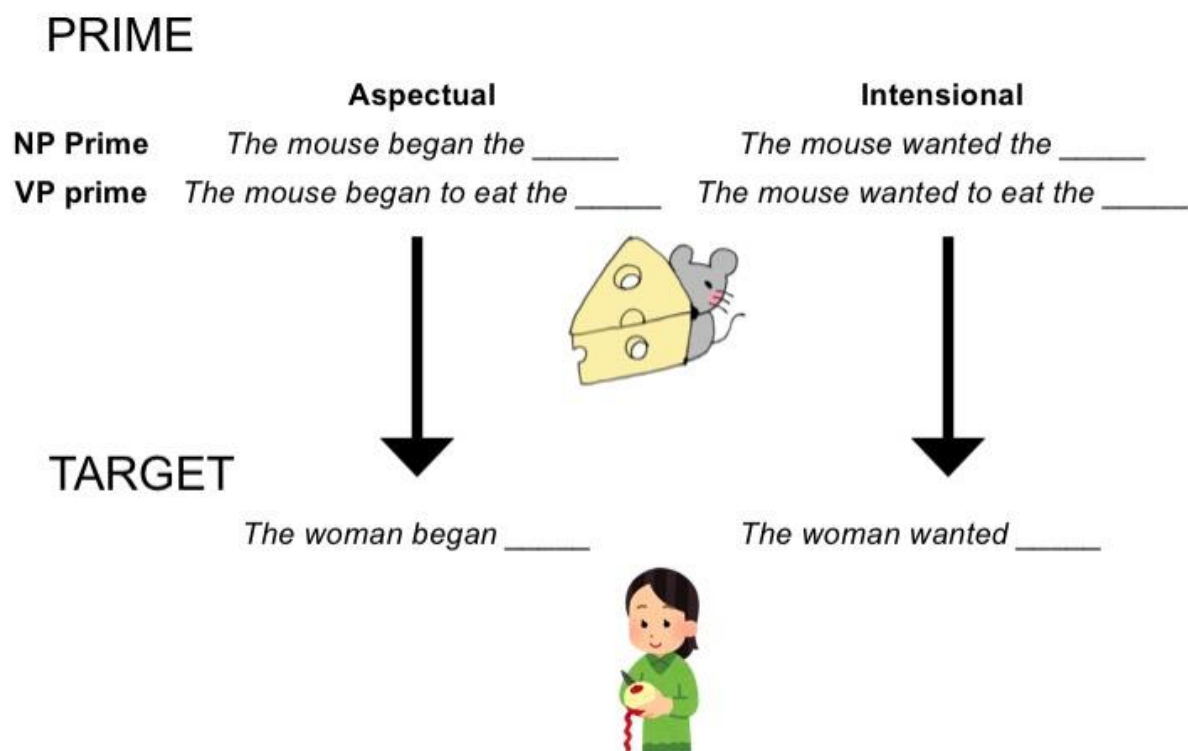 PRIME
Aspectual Intensional
NP Prime The mouse began the _____ The mouse wanted the _____
VP prime The mouse began to eat the _____ The mouse wanted to eat the _____
TARGET
The woman began _____ The woman wanted _____